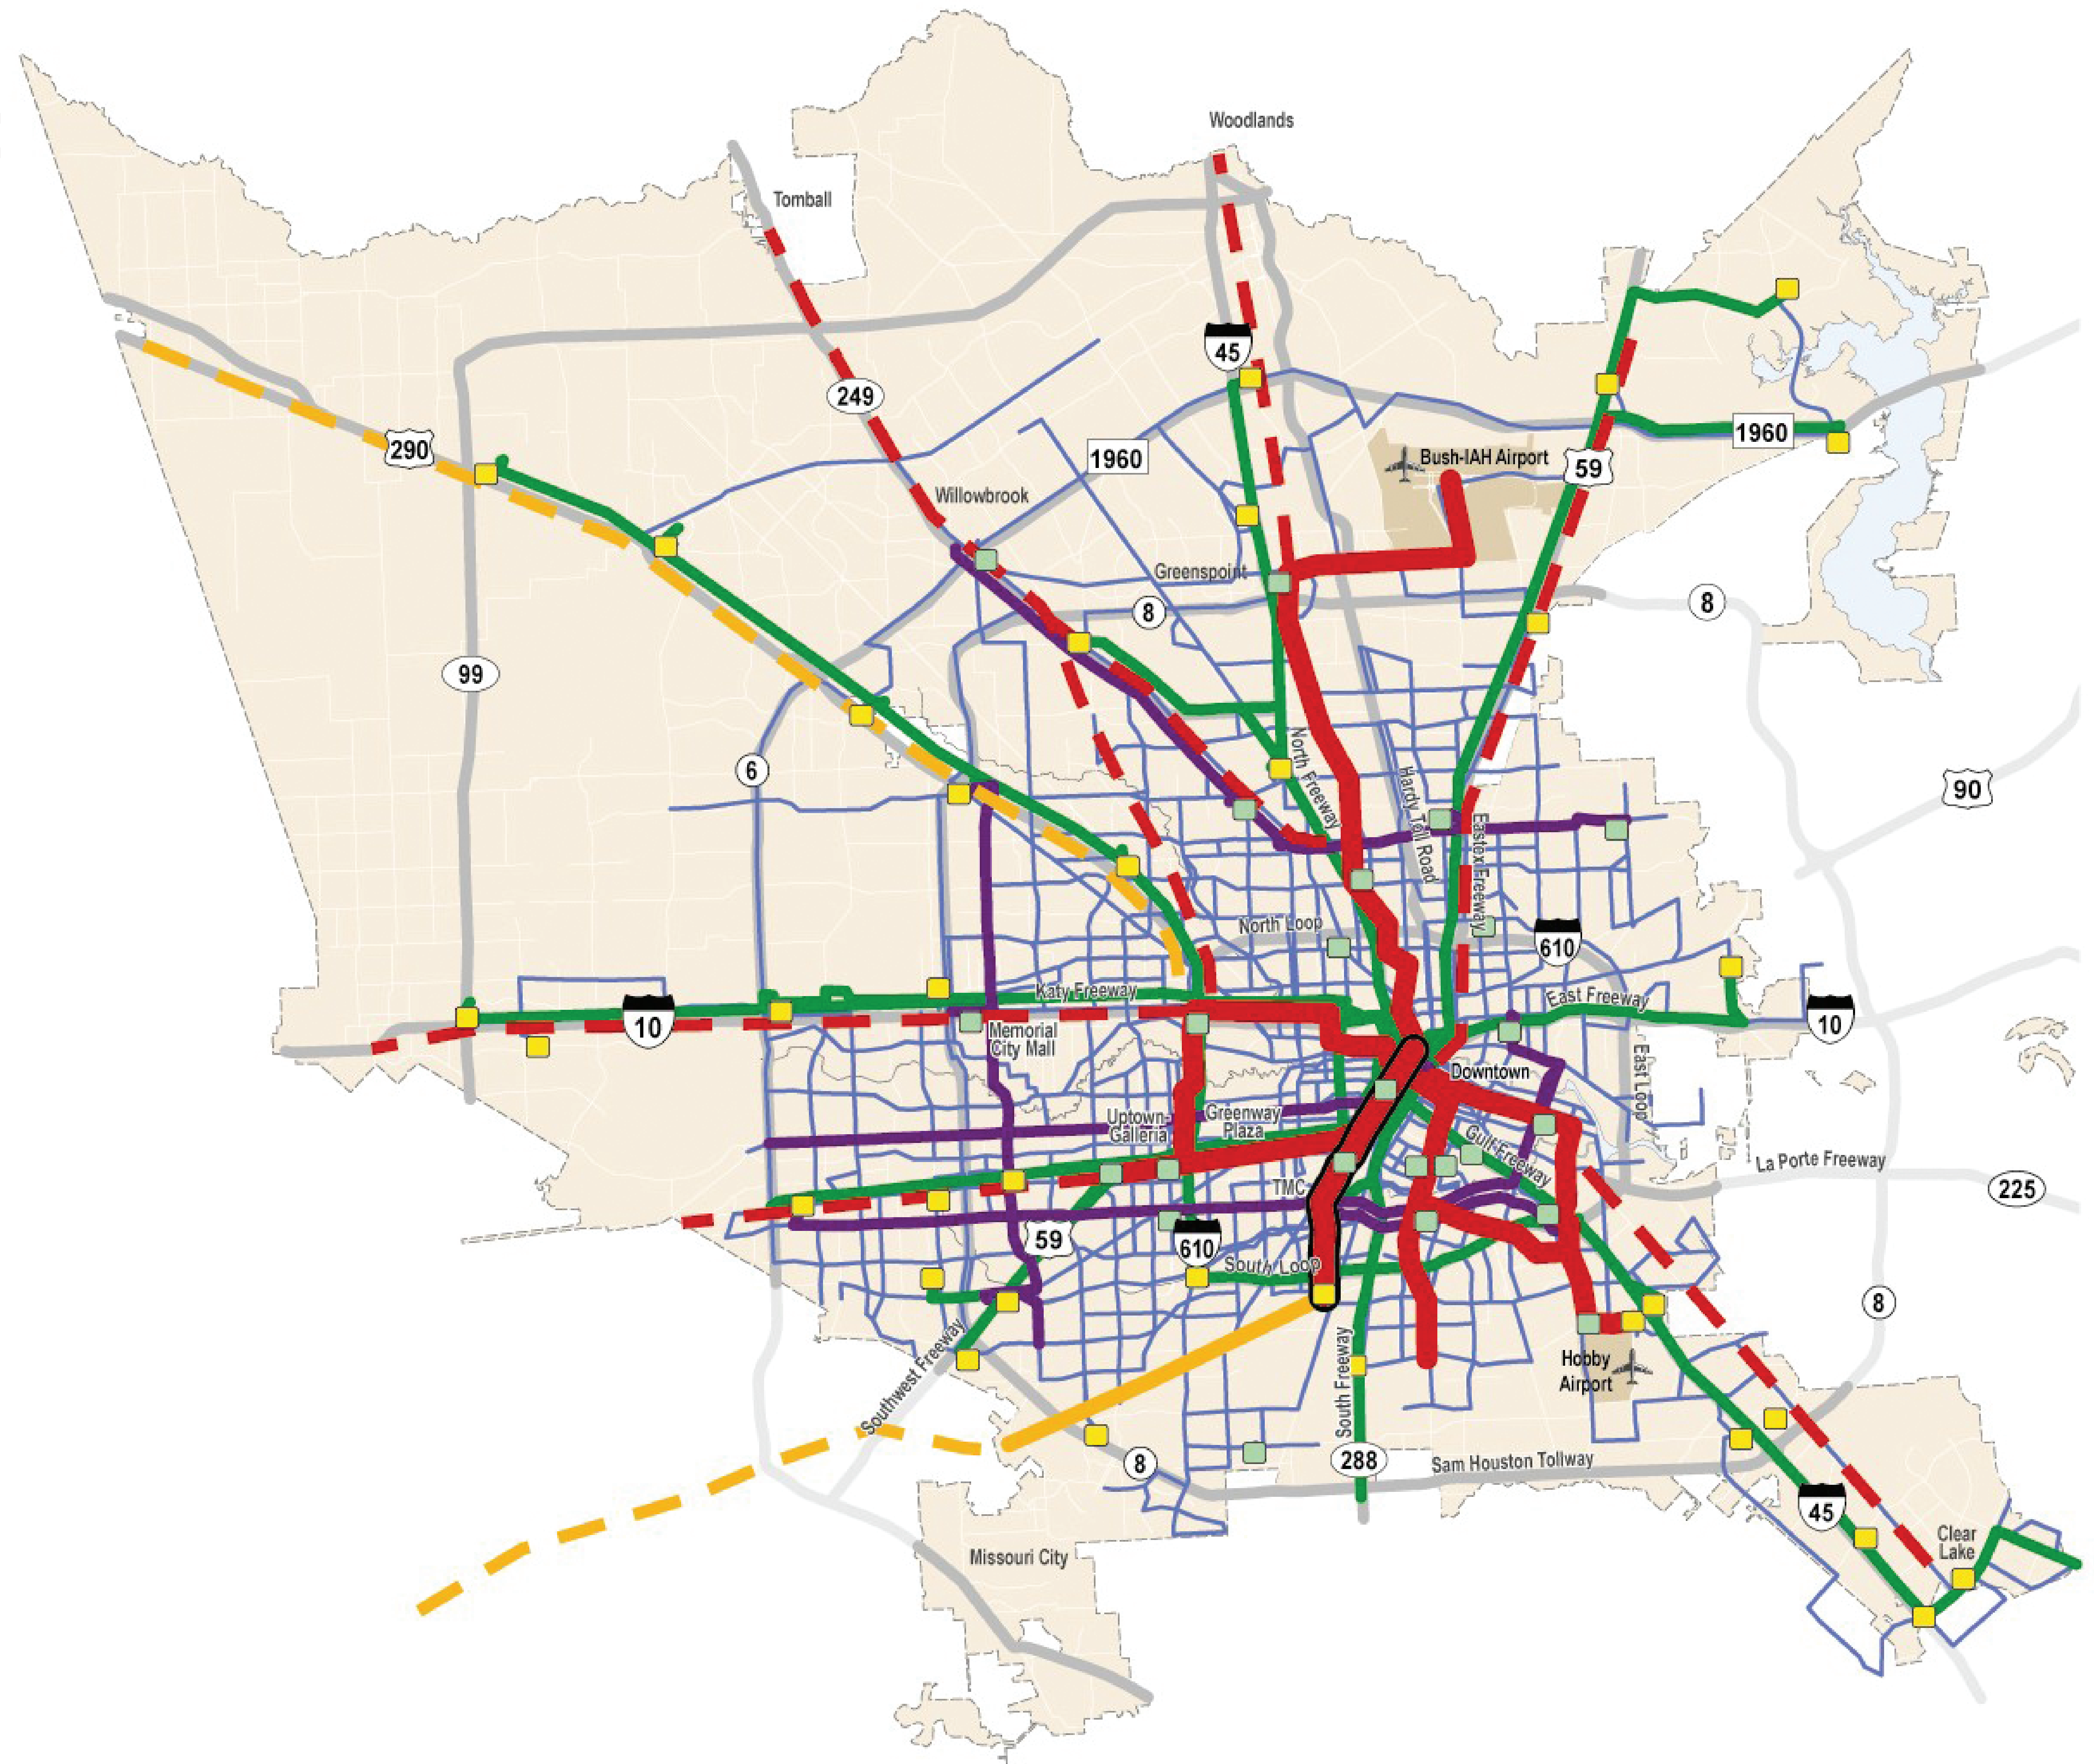 Woodlands
Tomball
45
249
290
1960
1960
Bush-IAH Airport
59
Willowbrook
Greenspoint
8
8
99
6
North Freeway
Hardy Toll Road
Eastex Freeway
90
North Loop
610
Katy Freeway
East Freeway
10
10
Memorial
City Mall
East Loop
Downtown
Uptown-
Galleria
Greenway
Plaza
Gulf Freeway
La Porte Freeway
TMC
225
59
610
South Loop
8
Southwest Freeway
South Freeway
Hobby
Airport
8
288
Sam Houston Tollway
45
Clear
Lake
Missouri City